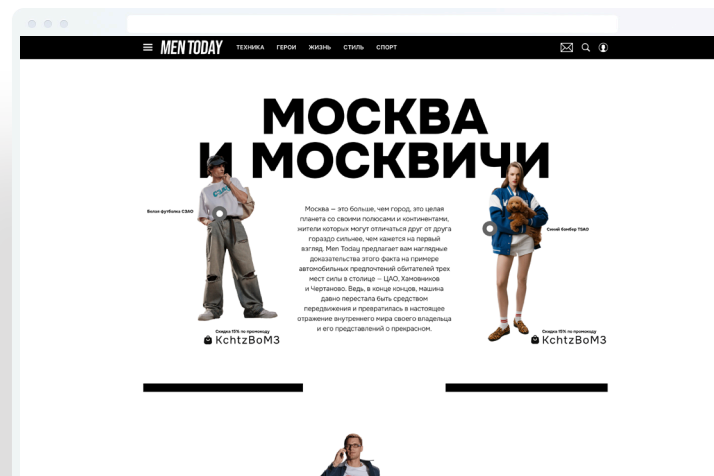 MEN TODAY ТЕХНИКА ГЕРОИ ЖИЗНЬ СТИЛЬ СПОРТ
МОСКВА
И МОСКВИЧИ
Белая футболка СЗАО
Москва — это больше, чем город, это целая
планета со своими полюсами и континентами,
жители которых могут отличаться друг от друга
гораздо сильнее, чем кажется на первый
взгляд. Men Today предлагает вам наглядные
доказательства этого факта на примере
автомобильных предпочтений обитателей трех
мест силы в столице — ЦАО, Хамовников
и Чертаново. Ведь, в конце концов, машина
давно перестала быть средством
передвижения и превратилась в настоящее
отражение внутреннего мира своего владельца
и его представлений о прекрасном.
Синий бомбер TSAO
Скидка 15% по промокоду
KchtzBoM3
Скидка 15% по промокоду
KchtzBoM3